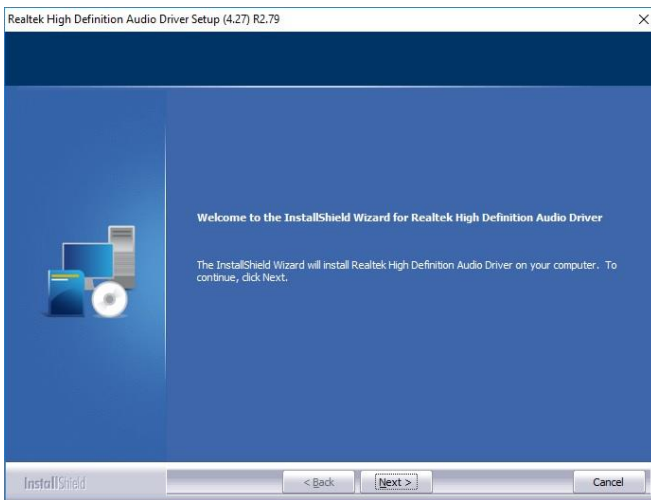 Realtek High Definition Audio Driver Setup (4.27) R2.79
Welcome to the InstallShield Wizard for Realtek High Definition Audio Driver
The InstallShield Wizard will install Realtek High Definition Audio Driver on your computer. To
continue, click Next.
InstallShield
< Back
Next >
Cancel